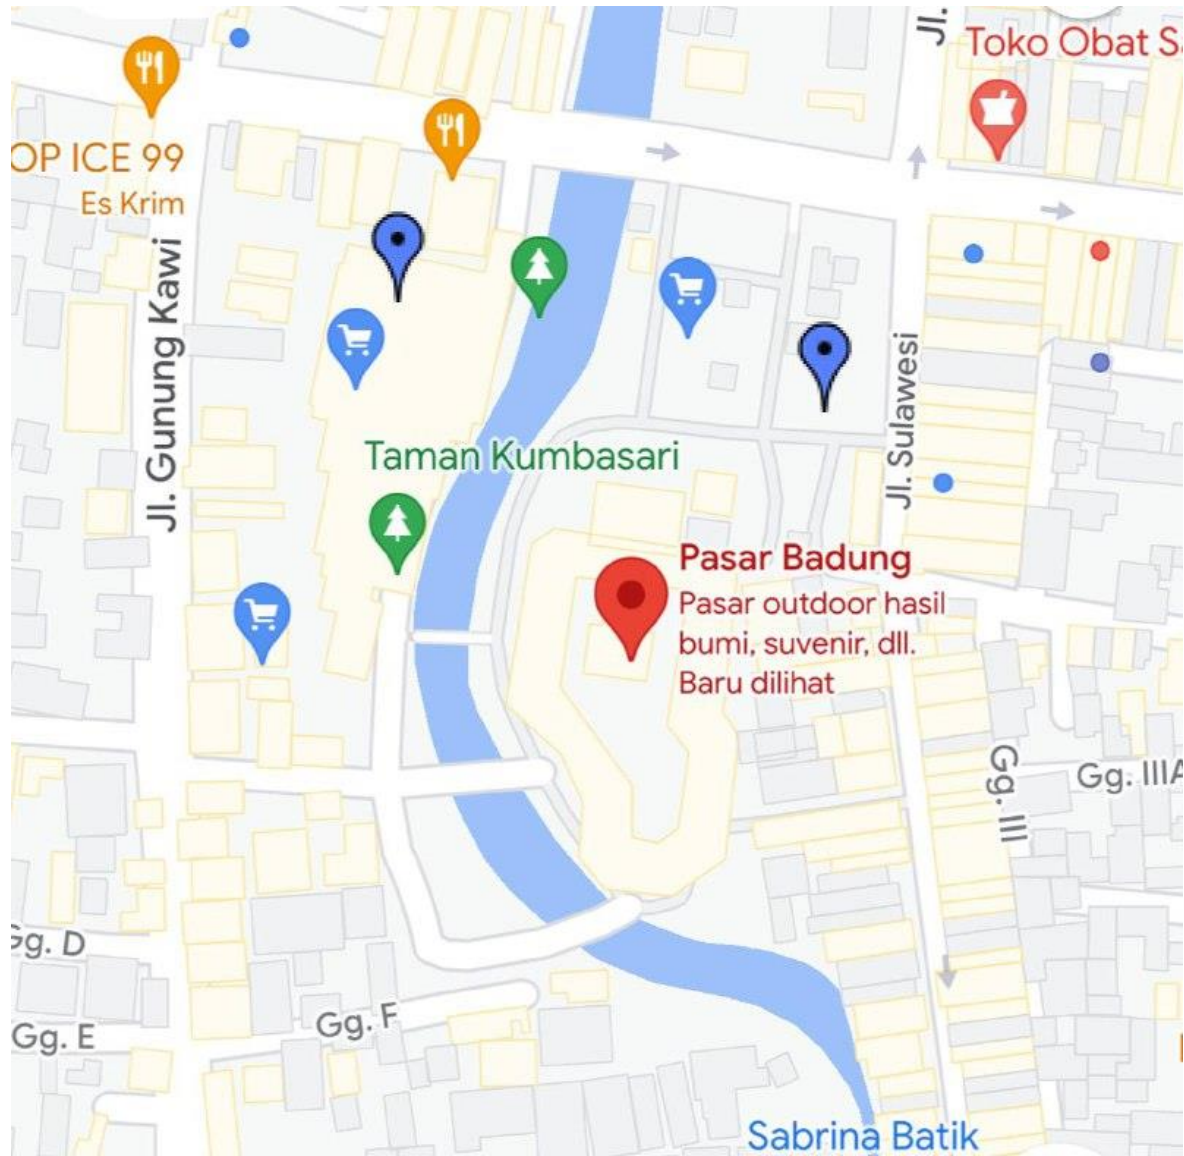 Jl.
Toko Obat Sa
OP ICE 99
Es Krim
Jl. Gunung Kawi
Jl. Sulawesi
Taman Kumbasari
Pasar Badung
Pasar outdoor hasil
bumi, suvenir, dll.
Baru dilihat
Gg. III
Gg. IIIA
Gg. D
Gg. F
Gg. E
Sabrina Batik